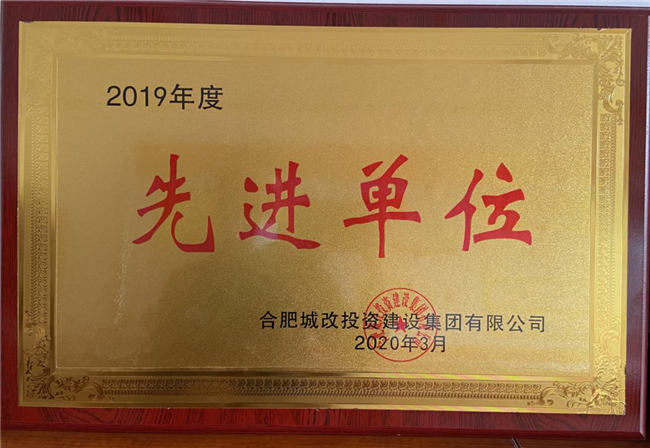 2019年度
先进单位
合肥城改投资建设集团有限公司
2020年3月